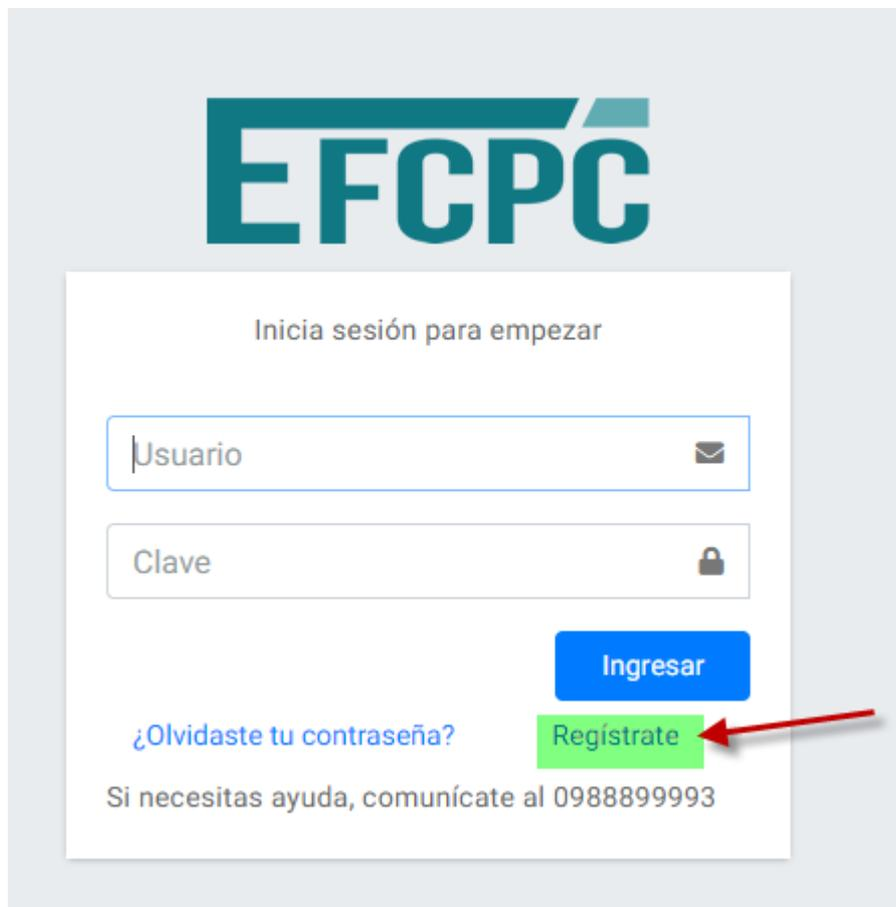 EFCPC
Inicia sesión para empezar
Usuario
Clave
Ingresar
¿Olvidaste tu contraseña? Regístrate
Si necesitas ayuda, comunícate al 0988899993